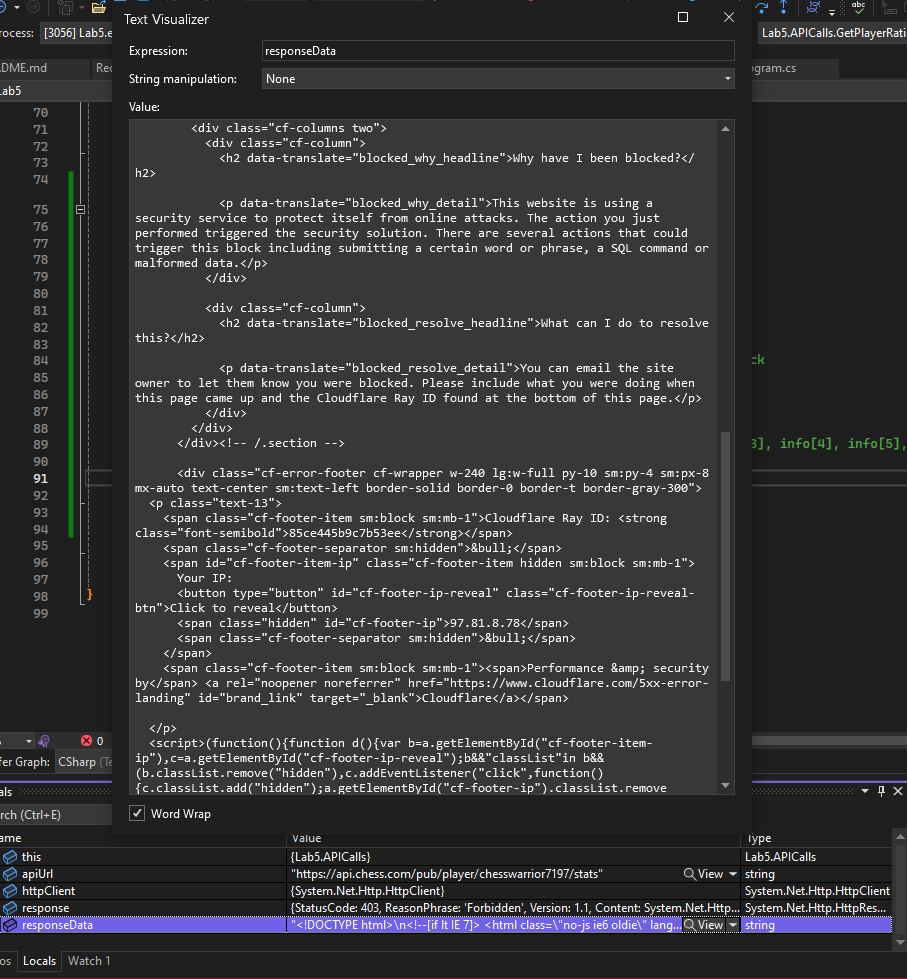 Text Visualizer
rocess:
[3056] Lab5.e
Lab5.APICalls.GetPlayerRati
Expression:
responseData
DME.md
Rec
ogram.cs
String manipulation:
None
Lab5
Value:
70
71
72
73
74
75
76
77
78
79
80
81
82
83
84
85
86
87
88
89
90
91
92
93
94
95
96
97
98
99
}
ck
3], info[4], info[5],
<div class="cf-columns two">
<div class="cf-column">
<h2 data-translate="blocked_why_headline">Why have I been blocked?</
h2>
<p data-translate="blocked_why_detail">This website is using a
security service to protect itself from online attacks. The action you just
performed triggered the security solution. There are several actions that could
trigger this block including submitting a certain word or phrase, a SQL command or
malformed data.</p>
</div>
<div class="cf-column">
<h2 data-translate="blocked_resolve_headline">What can I do to resolve
this?</h2>
<p data-translate="blocked_resolve_detail">You can email the site
owner to let them know you were blocked. Please include what you were doing when
this page came up and the Cloudflare Ray ID found at the bottom of this page.</p>
</div>
</div>
</div><!-- /.section -->
<div class="cf-error-footer cf-wrapper w-240 lg:w-full py-10 sm:py-4 sm:px-8
mx-auto text-center sm:text-left border-solid border-0 border-t border-gray-300">
<p class="text-13">
<span class="cf-footer-item sm:block sm:mb-1">Cloudflare Ray ID: <strong
class="font-semibold">85ce445b9c7b53ee</strong></span>
<span class="cf-footer-separator sm:hidden">&bull;</span>
<span id="cf-footer-item-ip" class="cf-footer-item hidden sm:block sm:mb-1">
Your IP:
<button type="button" id="cf-footer-ip-reveal" class="cf-footer-ip-reveal-
btn">Click to reveal</button>
<span class="hidden" id="cf-footer-ip">97.81.8.78</span>
<span class="cf-footer-separator sm:hidden">&bull;</span>
</span>
<span class="cf-footer-item sm:block sm:mb-1"><span>Performance &amp; security
by</span> <a rel="noopener noreferrer" href="https://www.cloudflare.com/5xx-error-
landing" id="brand_link" target="_blank">Cloudflare</a></span>
</p>
<script>(function(){function d(){var b=a.getElementById("cf-footer-item-
ip"),c=a.getElementById("cf-footer-ip-reveal");b&&"classList"in b&&
(b.classList.remove("hidden"),c.addEventListener("click",function()
{c.classList.add("hidden");a.getElementById("cf-footer-ip").classList.remove
Word Wrap
0
fer Graph:
CSharp (Te
als
rch (Ctrl+E)
ame
Value
Type
this
{Lab5.APICalls}
Lab5.APICalls
apiUrl
"https://api.chess.com/pub/player/chesswarrior7197/stats"
View
string
httpClient
{System.Net.Http.HttpClient}
System.Net.Http.HttpClient
response
{StatusCode: 403, ReasonPhrase: 'Forbidden', Version: 1.1, Content: System.Net.Http...
System.Net.Http.HttpRes...
responseData
"<!DOCTYPE html>\n<!--[if lt IE 7]> <html class=\"no-js ie6 oldie\" lang...
View
string
os
Locals
Watch 1